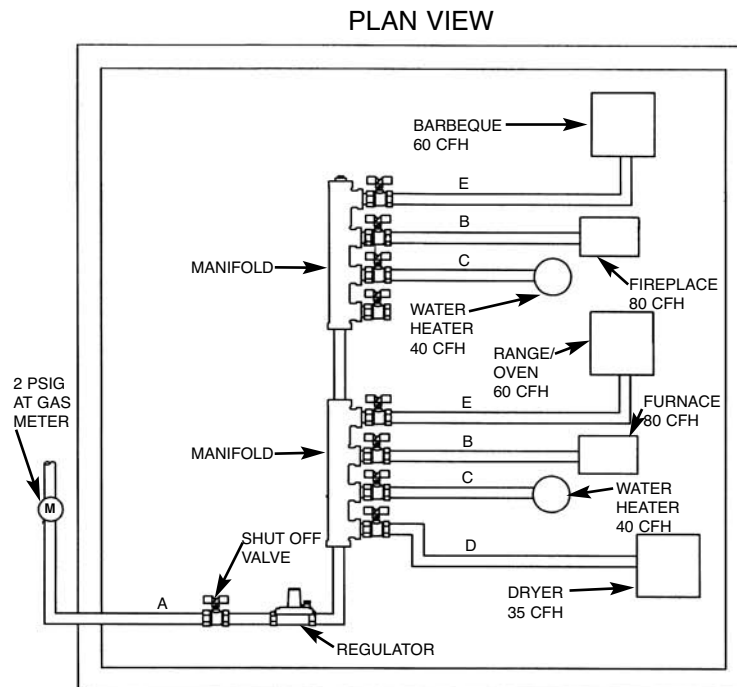 PLAN VIEW
BARBEQUE
60 CFH
E
B
MANIFOLD
C
FIREPLACE
80 CFH
WATER
HEATER
40 CFH
RANGE/
OVEN
60 CFH
2 PSIG
AT GAS
METER
E
FURNACE
80 CFH
B
MANIFOLD
C
WATER
HEATER
40 CFH
M
SHUT OFF
VALVE
D
A
DRYER
35 CFH
REGULATOR